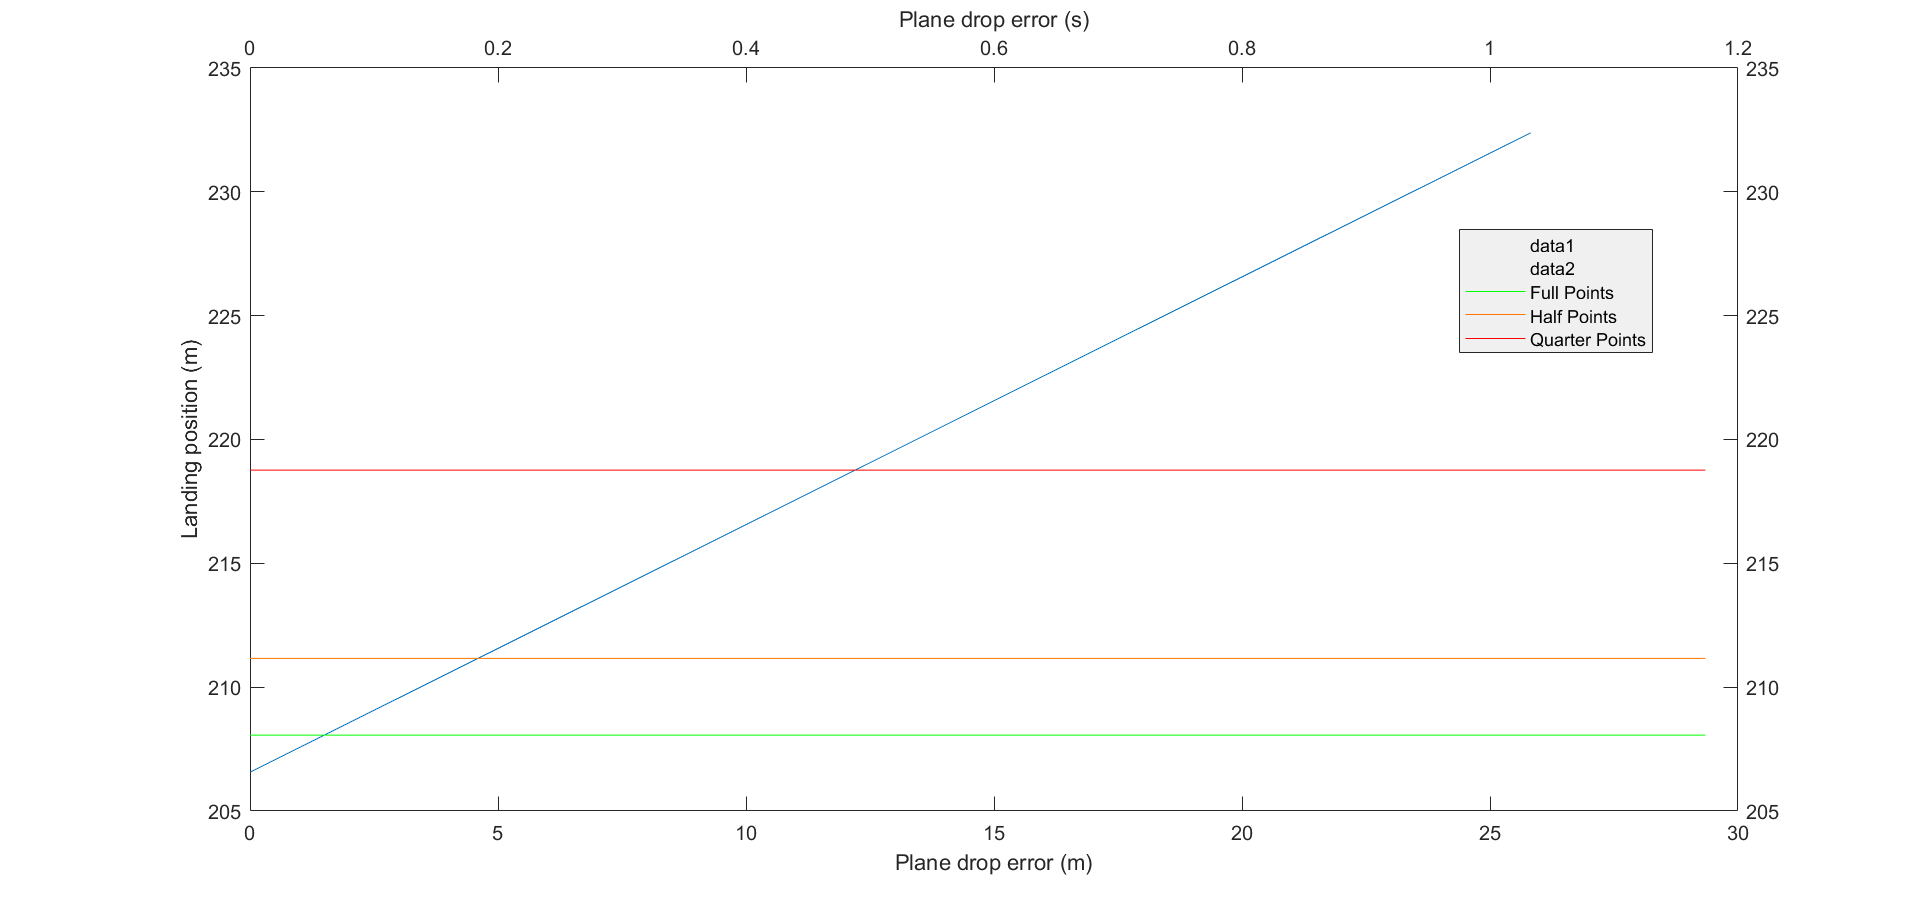 Plane drop error (s)
0 0.2 0.4 0.6 0.8 1 1.2
235 235
230 230
data1
data2
Full Points
Half Points
Quarter Points
225 225
Landing position (m)
220 220
215 215
210 210
205 205
0 5 10 15 20 25 30
Plane drop error (m)